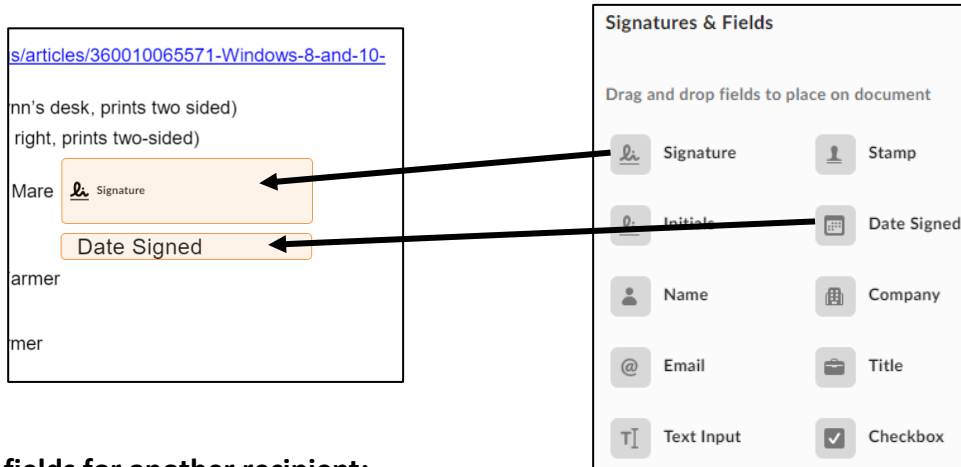 s/articles/360010065571-Windows-8-and-10-
nn's desk, prints two sided)
right, prints two-sided)
Mare
Signature
Date Signed
armer
mer
Signatures & Fields
Drag and drop fields to place on document
Signature
Stamp
Initials
Date Signed
Name
Company
Email
Title
Text Input
Checkbox
fields for another recipient: